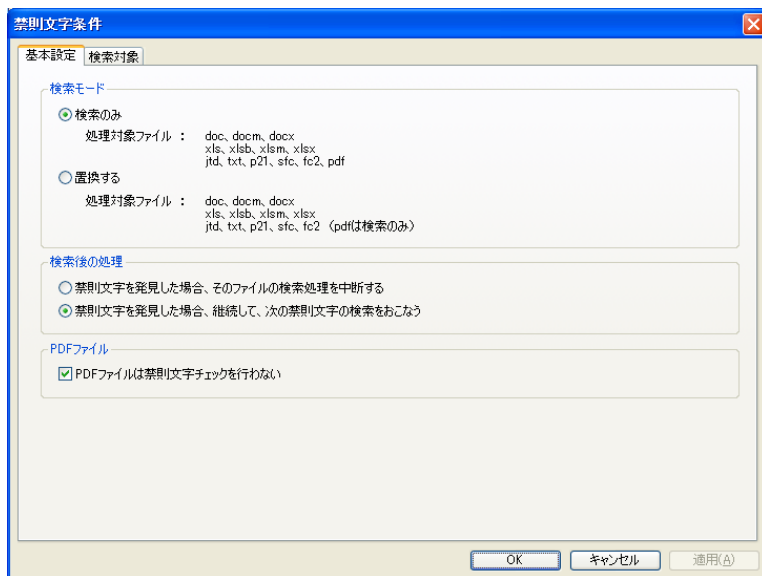 禁則文字条件
基本設定 検索対象
検索モード
検索のみ
処理対象ファイル : doc、docm、docx
xls、xlsb、xlsm、xlsx
jtd、txt、p21、sfc、fc2、pdf
置換する
処理対象ファイル : doc、docm、docx
xls、xlsb、xlsm、xlsx
jtd、txt、p21、sfc、fc2 (pdfは検索のみ)
検索後の処理
禁則文字を発見した場合、そのファイルの検索処理を中断する
禁則文字を発見した場合、継続して、次の禁則文字の検索をおこなう
PDFファイル
PDFファイルは禁則文字チェックを行わない
OK キャンセル 適用(A)